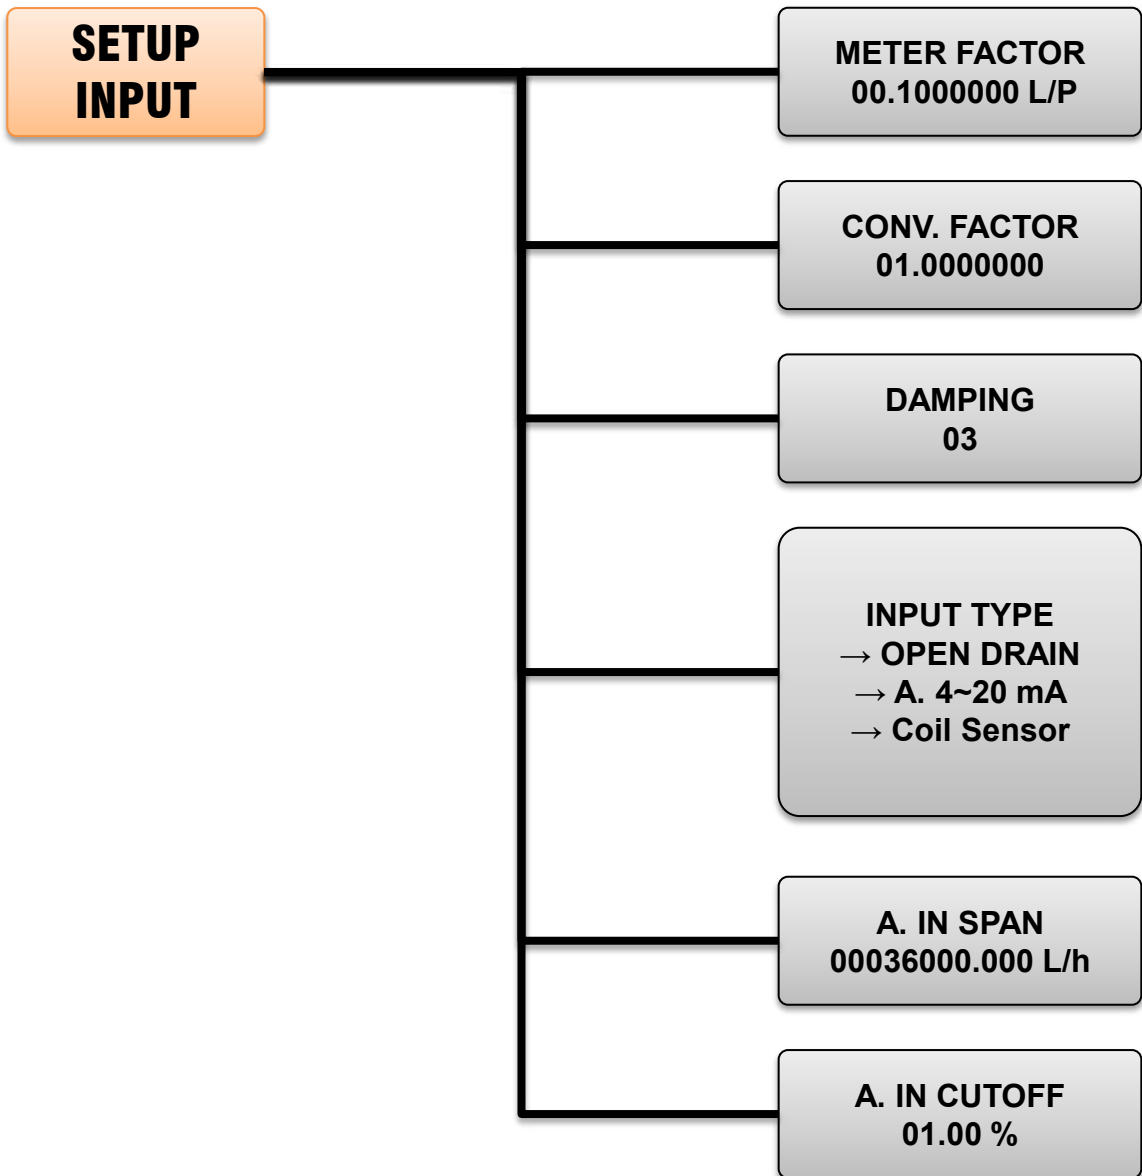 SETUP
INPUT
METER FACTOR
00.1000000 L/P
CONV. FACTOR
01.0000000
DAMPING
03
INPUT TYPE
→ OPEN DRAIN
→ A. 4~20 mA
→ Coil Sensor
A. IN SPAN
00036000.000 L/h
A. IN CUTOFF
01.00 %